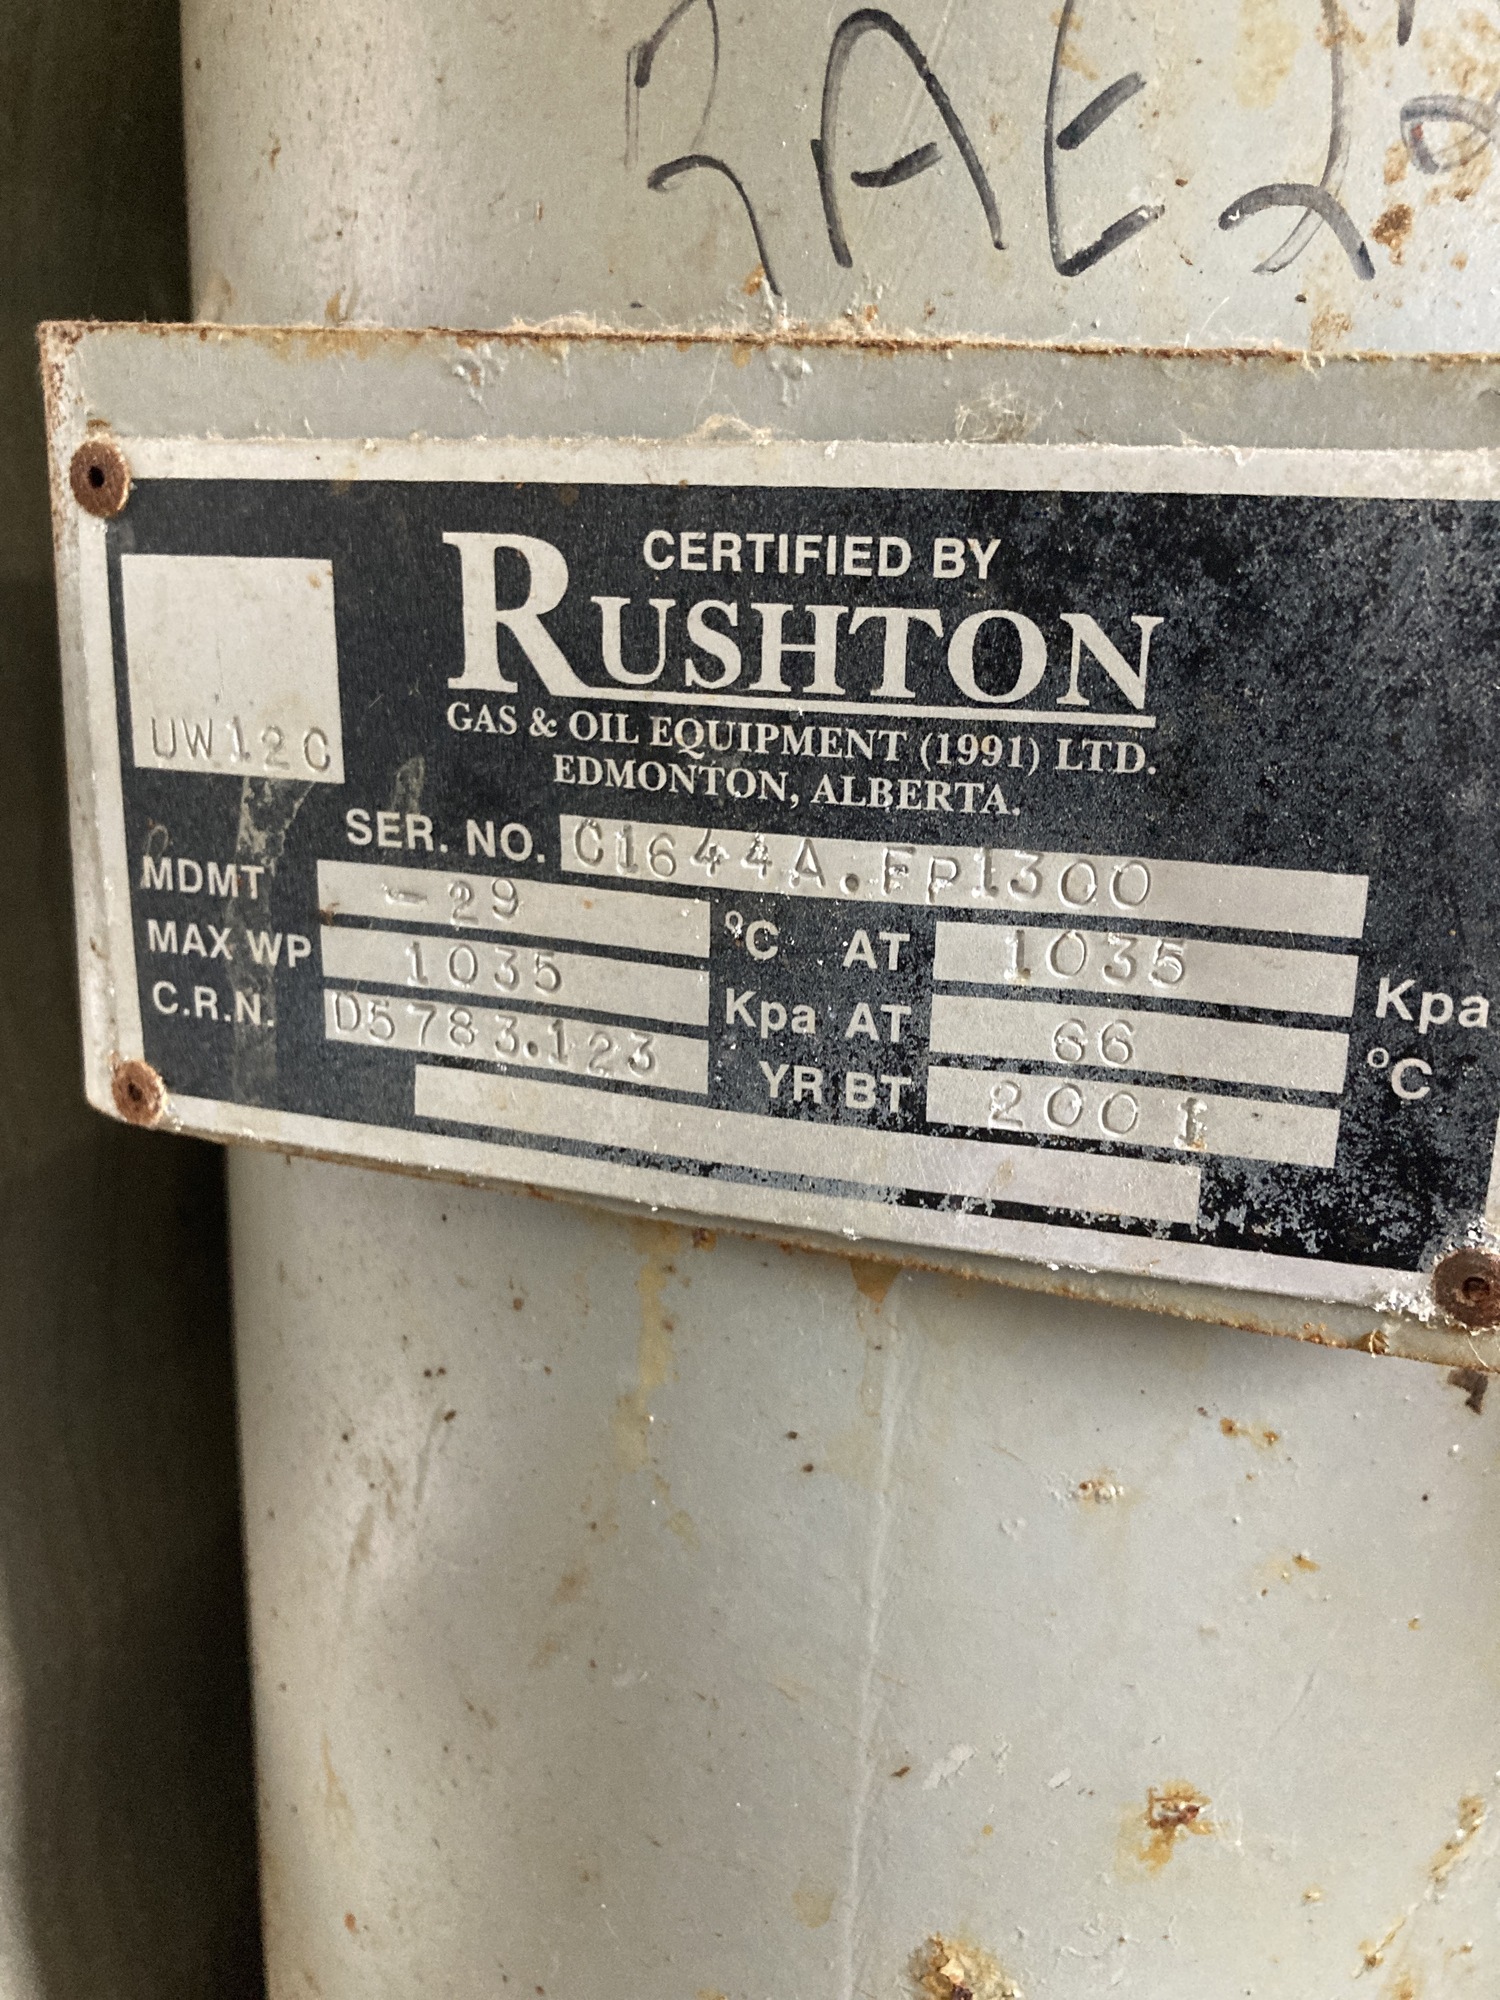 CERTIFIED BY
RUSHTON
GAS & OIL EQUIPMENT (1991) LTD.
EDMONTON, ALBERTA.
UW12C
SER. NO. C1644A.FP1300
MDMT -29 °C AT 1035 Kpa
MAX WP 1035 Kpa AT 66 °C
C.R.N. D5783.123 YR BT 2001